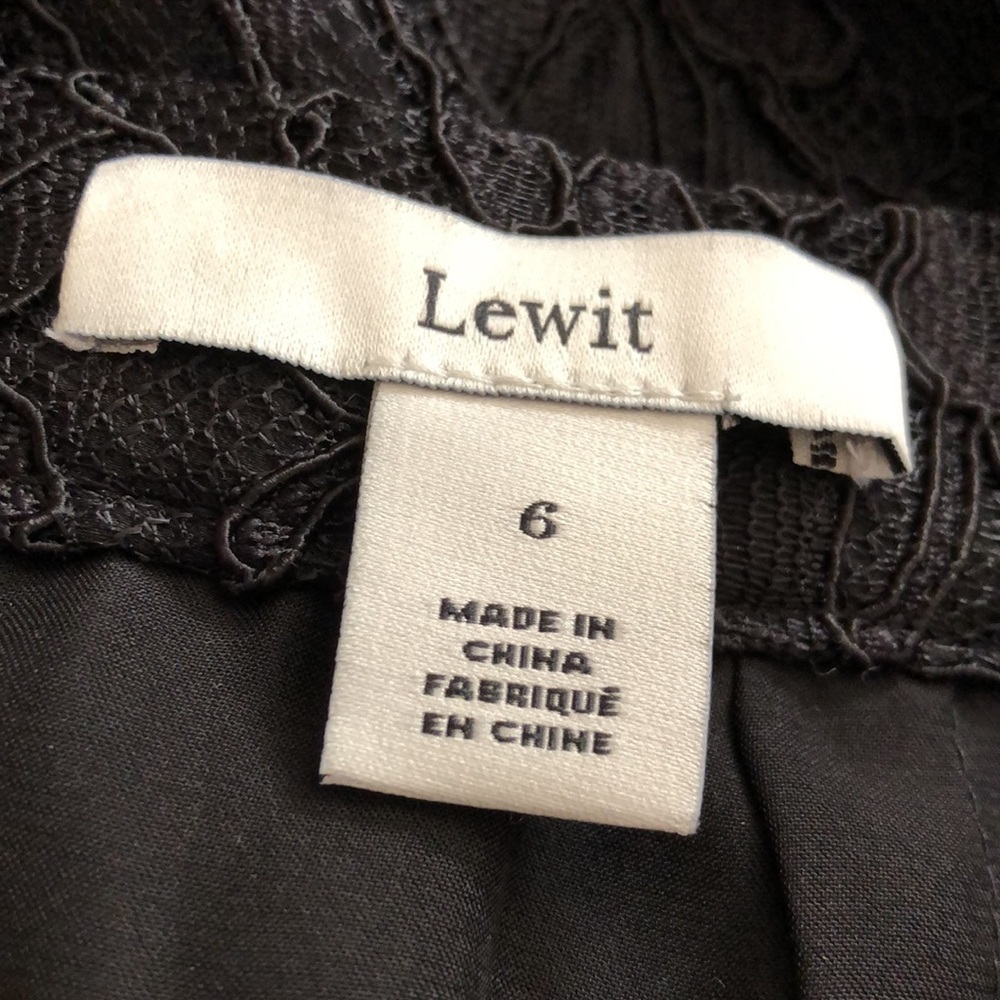 Lewit
6
MADE IN
CHINA
FABRIQUÉ
EN CHINE